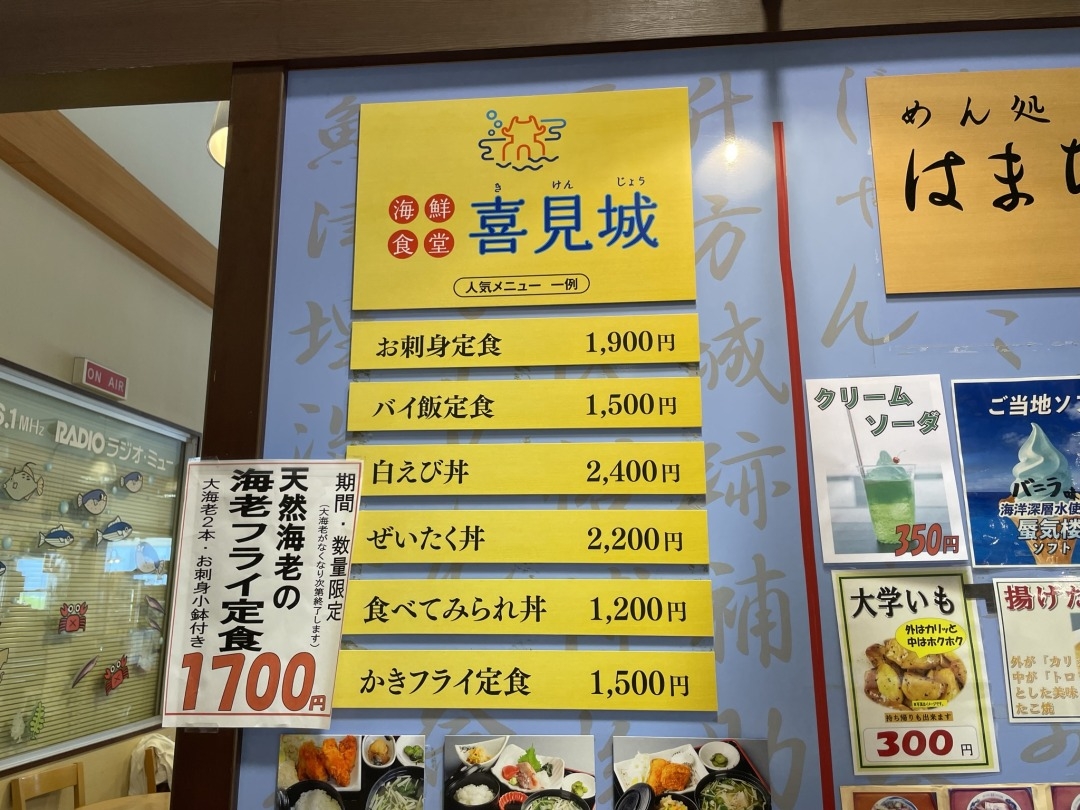 き けん じょう
海鮮
食堂
喜見城
人気メニュー 一例
お刺身定食 1,900円
バイ飯定食 1,500円
白えび丼 2,400円
ぜいたく丼 2,200円
食べてみられ丼 1,200円
かきフライ定食 1,500円
期間・数量限定
(大海老がなくなり次第終了します)
天然海老の
海老フライ定食
大海老2本・お刺身小鉢付き
1700円
ON AIR
6.1MHz RADIO ラジオ・ミュー
めん処
はま
クリーム
ソーダ
350円
ご当地ソフ
バニラ味
海洋深層水使
蜃気楼
ソフト
大学いも
外はカリッと
中はホクホク
持ち帰りも出来ます
300円
揚げた
外が「カリ
中が「トロ
とした美味
たこ焼